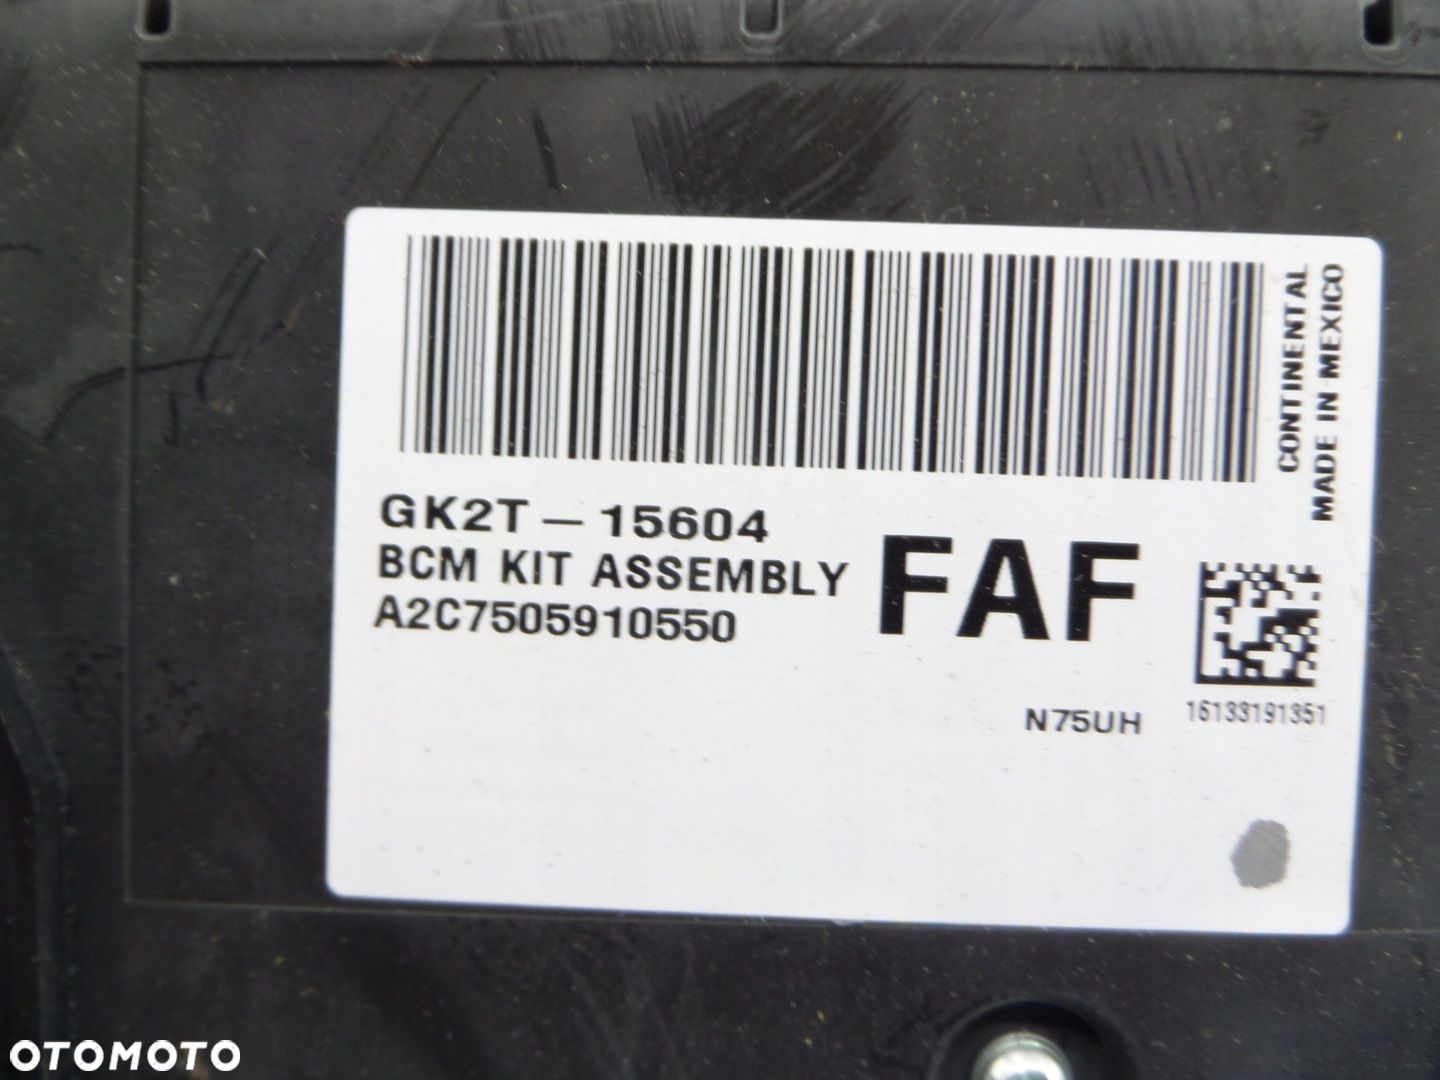 CONTINENTAL
MADE IN MEXICO
GK2T - 15604
BCM KIT ASSEMBLY
A2C7505910550
FAF
N75UH
16133191351
OTOMOTO